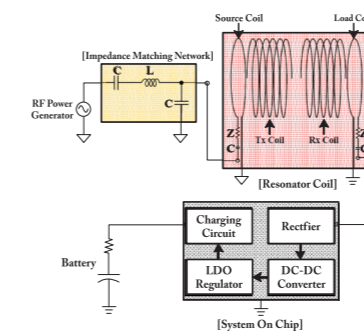 Source Coil
[Impedance Matching Network]
C
L
C
RF Power
Generator
Z
C
Tx Coil
Rx Coil
Z
[Resonator Coil]
Charging
Circuit
Rectfier
Battery
LDO
Regulator
DC-DC
Converter
[System On Chip]